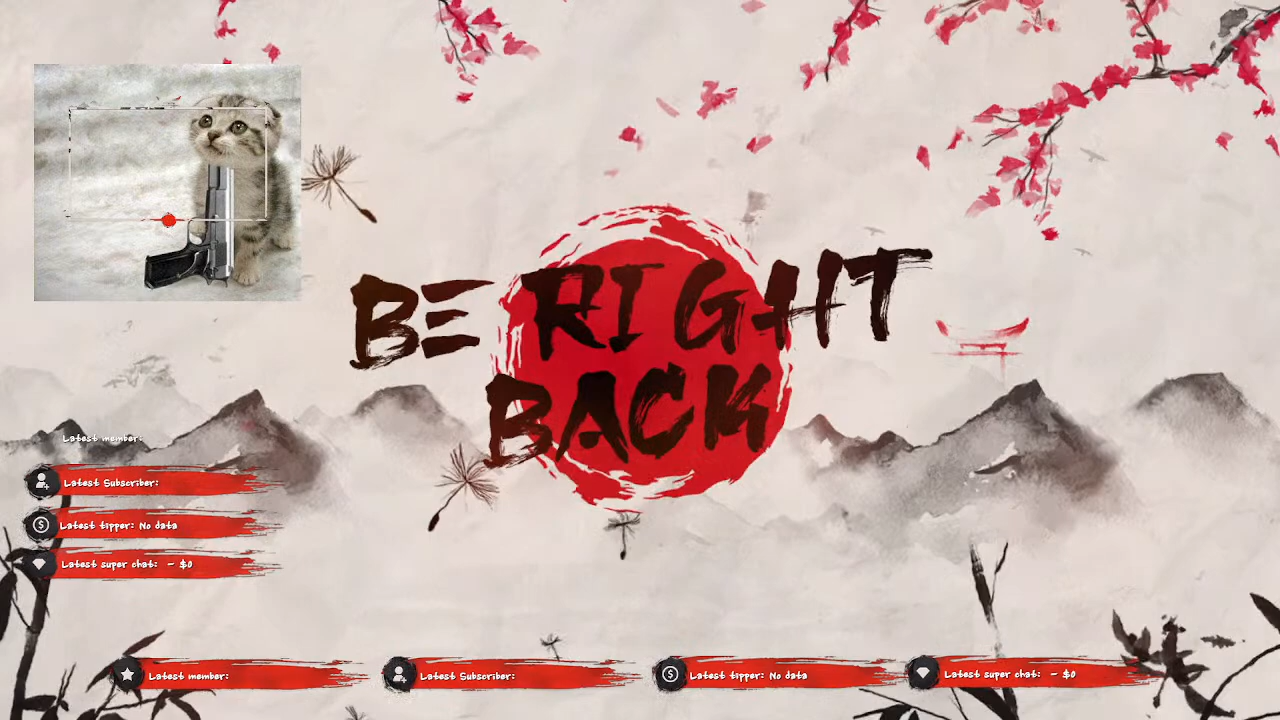 BE RIGHT
BACK
Latest member:
Latest Subscriber:
Latest tipper: No data
Latest super chat: - $0
Latest member:
Latest Subscriber:
Latest tipper: No data
Latest super chat: - $0